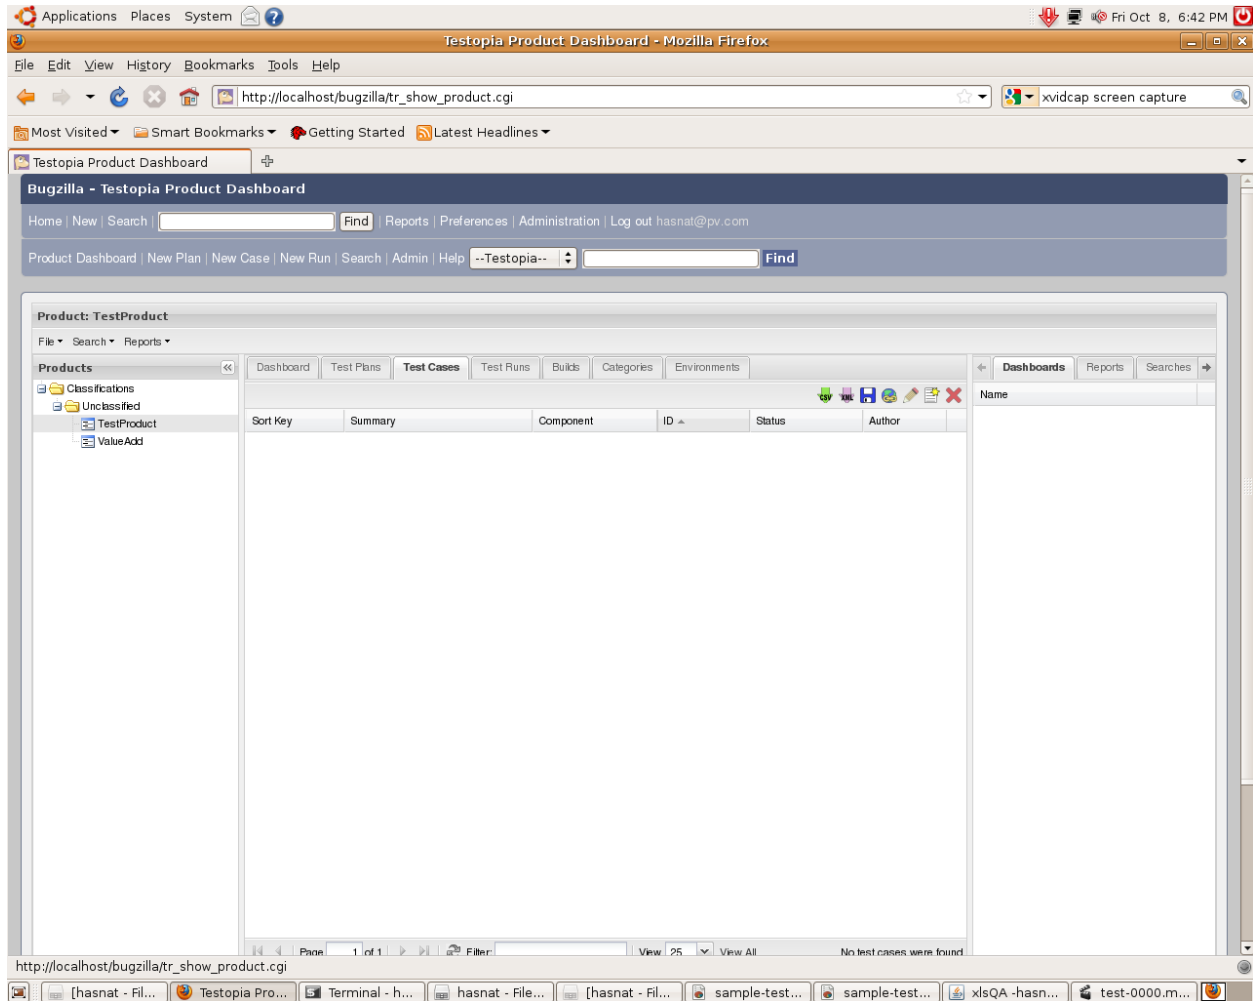 Applications Places System Fri Oct 8, 6:42 PM
Testopia Product Dashboard - Mozilla Firefox
File Edit View History Bookmarks Tools Help
http://localhost/bugzilla/tr_show_product.cgi xvidcap screen capture
Most Visited Smart Bookmarks Getting Started Latest Headlines
Testopia Product Dashboard
Bugzilla - Testopia Product Dashboard
Home | New | Search | Find | Reports | Preferences | Administration | Log out hasnat@pv.com
Product Dashboard | New Plan | New Case | New Run | Search | Admin | Help --Testopia-- Find
Product: TestProduct
File Search Reports
Products Dashboard Test Plans Test Cases Test Runs Builds Categories Environments Dashboards Reports Searches
Classifications CSV XML Name
Unclassified
TestProduct Sort Key Summary Component ID Status Author
ValueAdd
Page 1 of 1 Filter: View 25 View All No test cases were found
http://localhost/bugzilla/tr_show_product.cgi
[hasnat - Fil... Testopia Pro... Terminal - h... hasnat - File... [hasnat - Fil... sample-test... sample-test... xlsQA -hasn... test-0000.m...